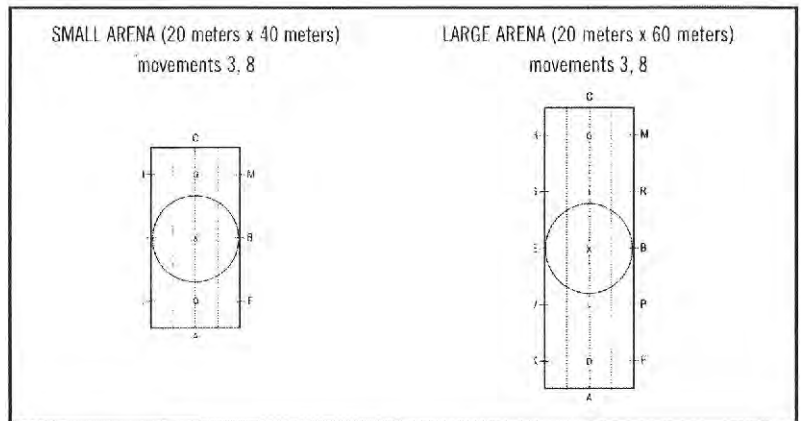 SMALL ARENA (20 meters x 40 meters)
movements 3, 8
C
M
B
F
A
LARGE ARENA (20 meters x 60 meters)
movements 3, 8
C
G
M
R
E
X
B
P
D
F
A